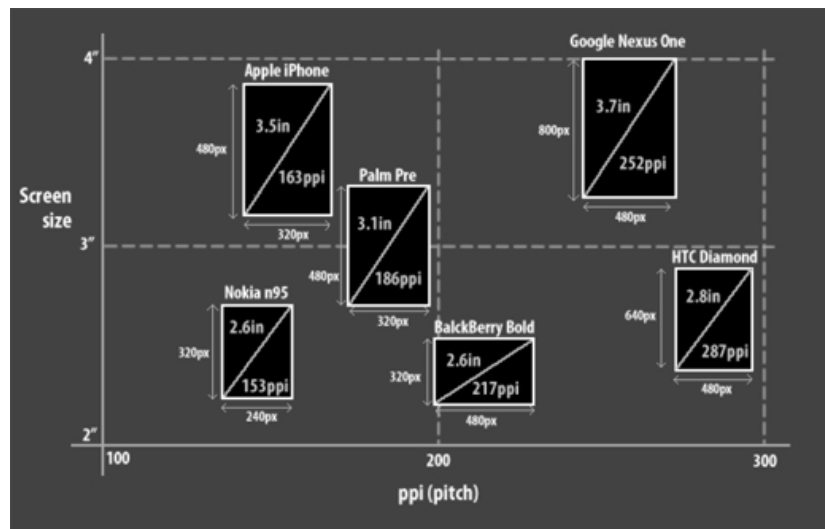 Google Nexus One
4"
Apple iPhone
3.5in
480px
163ppi
320px
3.7in
800px
252ppi
480px
Palm Pre
3.1in
480px
186ppi
320px
Screen
size
3"
HTC Diamond
2.8in
640px
287ppi
480px
Nokia n95
2.6in
320px
153ppi
240px
BalckBerry Bold
2.6in
320px
217ppi
480px
2"
100
200
300
ppi (pitch)